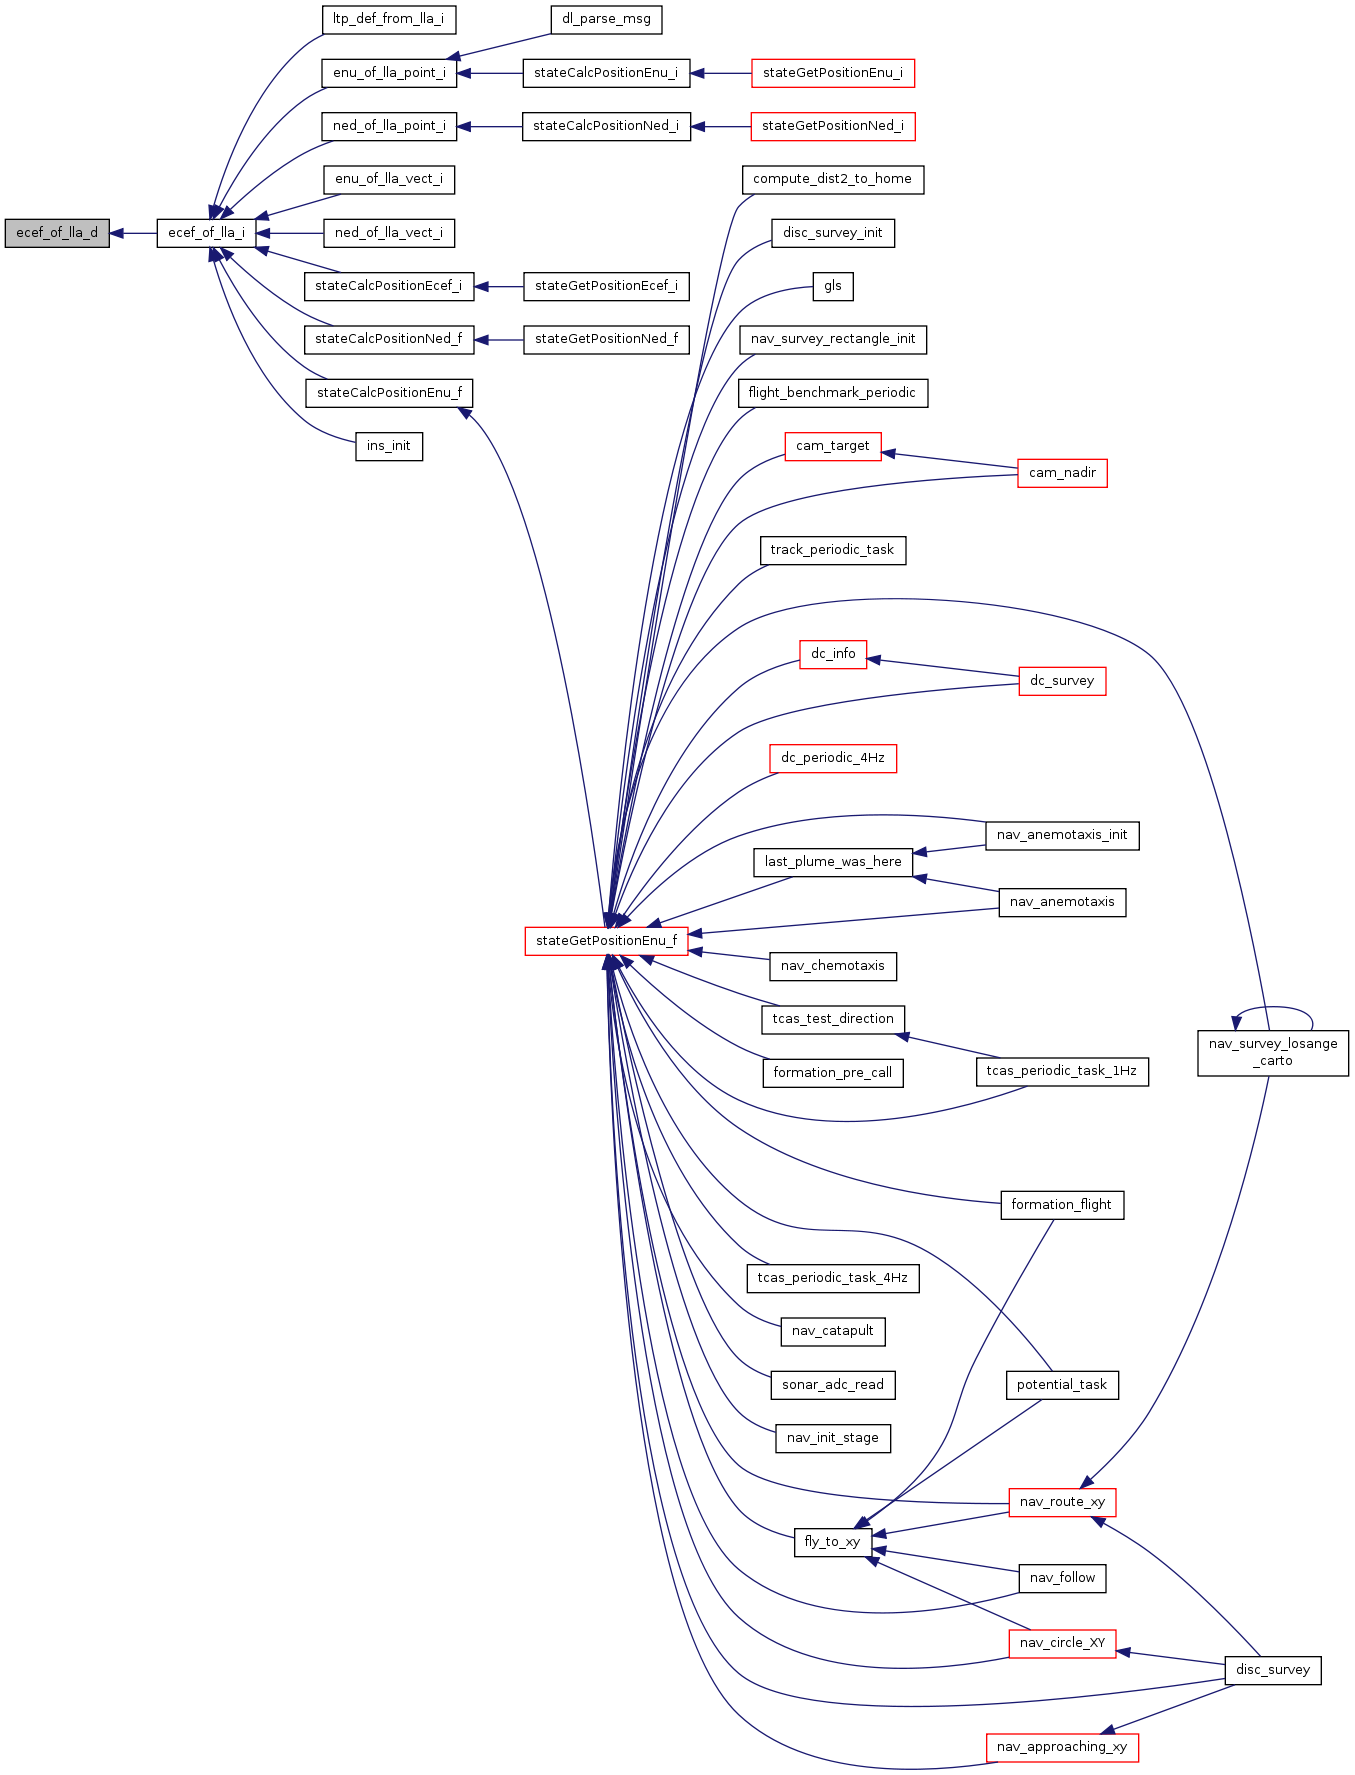 ltp_def_from_lla_i
dl_parse_msg
enu_of_lla_point_i
stateCalcPositionEnu_i
stateGetPositionEnu_i
ned_of_lla_point_i
stateCalcPositionNed_i
stateGetPositionNed_i
enu_of_lla_vect_i
compute_dist2_to_home
ecef_of_lla_d
ecef_of_lla_i
ned_of_lla_vect_i
disc_survey_init
stateCalcPositionEcef_i
stateGetPositionEcef_i
gls
stateCalcPositionNed_f
stateGetPositionNed_f
nav_survey_rectangle_init
stateCalcPositionEnu_f
flight_benchmark_periodic
ins_init
cam_target
cam_nadir
track_periodic_task
dc_info
dc_survey
dc_periodic_4Hz
nav_anemotaxis_init
last_plume_was_here
nav_anemotaxis
stateGetPositionEnu_f
nav_chemotaxis
tcas_test_direction
nav_survey_losange
_carto
formation_pre_call
tcas_periodic_task_1Hz
formation_flight
tcas_periodic_task_4Hz
nav_catapult
sonar_adc_read
potential_task
nav_init_stage
nav_route_xy
fly_to_xy
nav_follow
nav_circle_XY
disc_survey
nav_approaching_xy